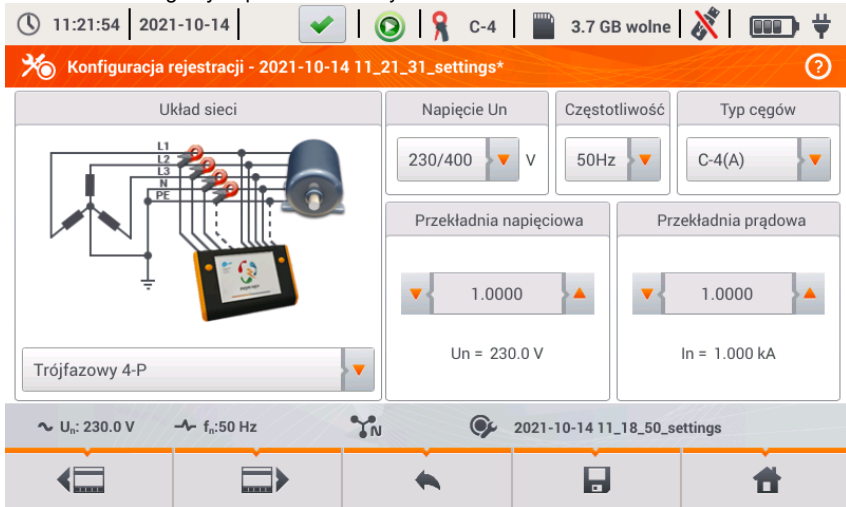 11:21:54 2021-10-14 C-4 3.7 GB wolne
Konfiguracja rejestracji - 2021-10-14 11_21_31_settings*
Układ sieci
Napięcie Un
Częstotliwość
Typ cęgów
L1
L2
L3
N
PE
230/400 V
50Hz
C-4(A)
Przekładnia napięciowa
Przekładnia prądowa
1.0000
1.0000
Un = 230.0 V
In = 1.000 kA
Trójfazowy 4-P
Un: 230.0 V fn:50 Hz N 2021-10-14 11_18_50_settings